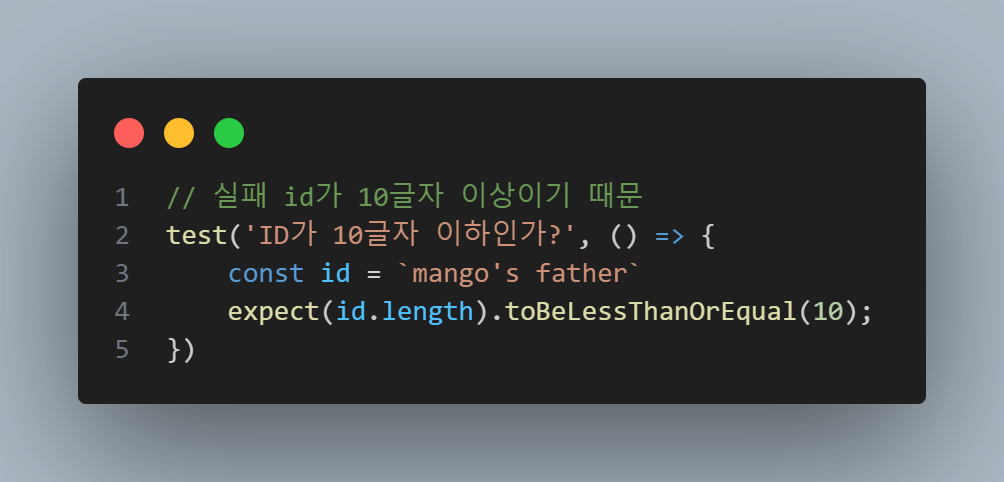 1 // 실패 id가 10글자 이상이기 때문
2 test('ID가 10글자 이하인가?', () => {
3     const id = `mango's father`
4     expect(id.length).toBeLessThanOrEqual(10);
5 })